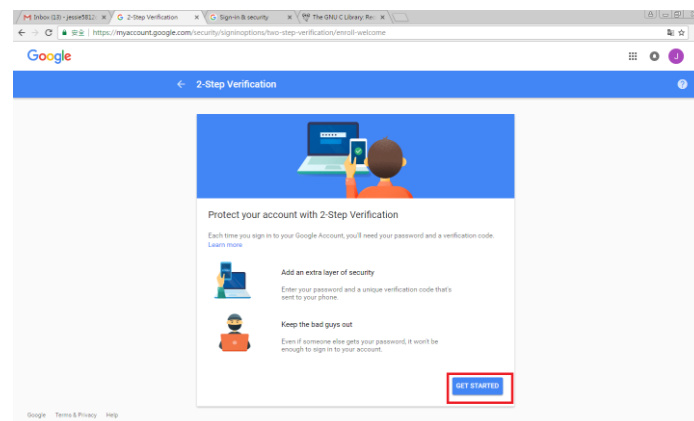 Inbox (13) - jessie5812
2-Step Verification
Sign-in & security
The GNU C Library: Re
安全 | https://myaccount.google.com/security/signinoptions/two-step-verification/enroll-welcome
Google
J
2-Step Verification
Protect your account with 2-Step Verification
Each time you sign in to your Google Account, you'll need your password and a verification code.
Learn more
Add an extra layer of security
Enter your password and a unique verification code that's
sent to your phone.
Keep the bad guys out
Even if someone else gets your password, it won't be
enough to sign in to your account.
GET STARTED
Google Terms & Privacy Help